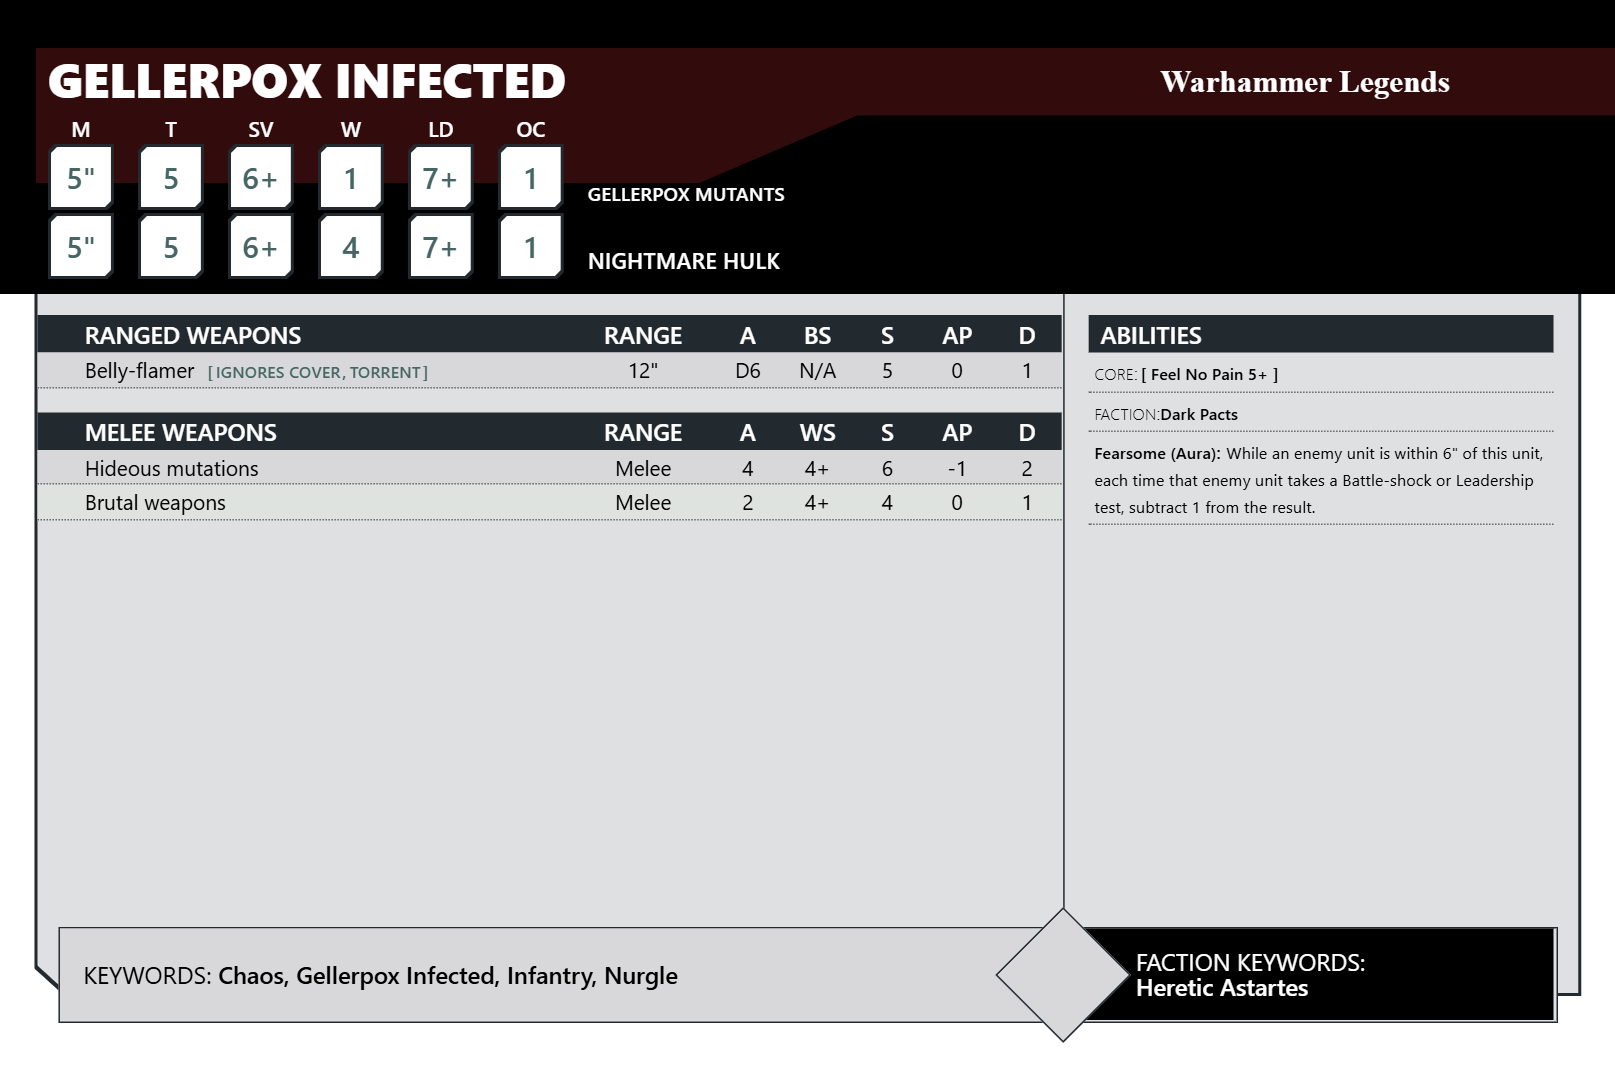 GELLERPOX INFECTED
Warhammer Legends
M T SV W LD OC
5" 5 6+ 1 7+ 1 GELLERPOX MUTANTS
5" 5 6+ 4 7+ 1 NIGHTMARE HULK
RANGED WEAPONS RANGE A BS S AP D
Belly-flamer [ IGNORES COVER, TORRENT ] 12" D6 N/A 5 0 1
MELEE WEAPONS RANGE A WS S AP D
Hideous mutations Melee 4 4+ 6 -1 2
Brutal weapons Melee 2 4+ 4 0 1
ABILITIES
CORE: [ Feel No Pain 5+ ]
FACTION:Dark Pacts
Fearsome (Aura): While an enemy unit is within 6" of this unit,
each time that enemy unit takes a Battle-shock or Leadership
test, subtract 1 from the result.
KEYWORDS: Chaos, Gellerpox Infected, Infantry, Nurgle
FACTION KEYWORDS:
Heretic Astartes